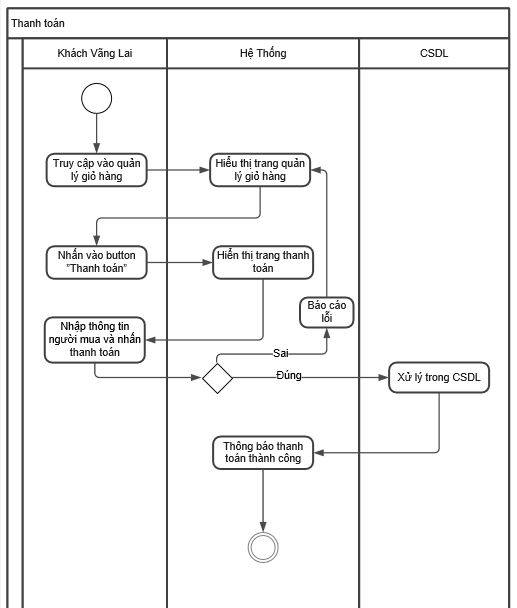 Thanh toán
Khách Vãng Lai
Hệ Thống
CSDL
Truy cập vào quản
lý giỏ hàng
Hiểu thị trang quản
lý giỏ hàng
Nhấn vào button
"Thanh toán"
Hiển thị trang thanh
toán
Báo cáo
lỗi
Nhập thông tin
người mua và nhấn
thanh toán
Sai
Đúng
Xử lý trong CSDL
Thông báo thanh
toán thành công